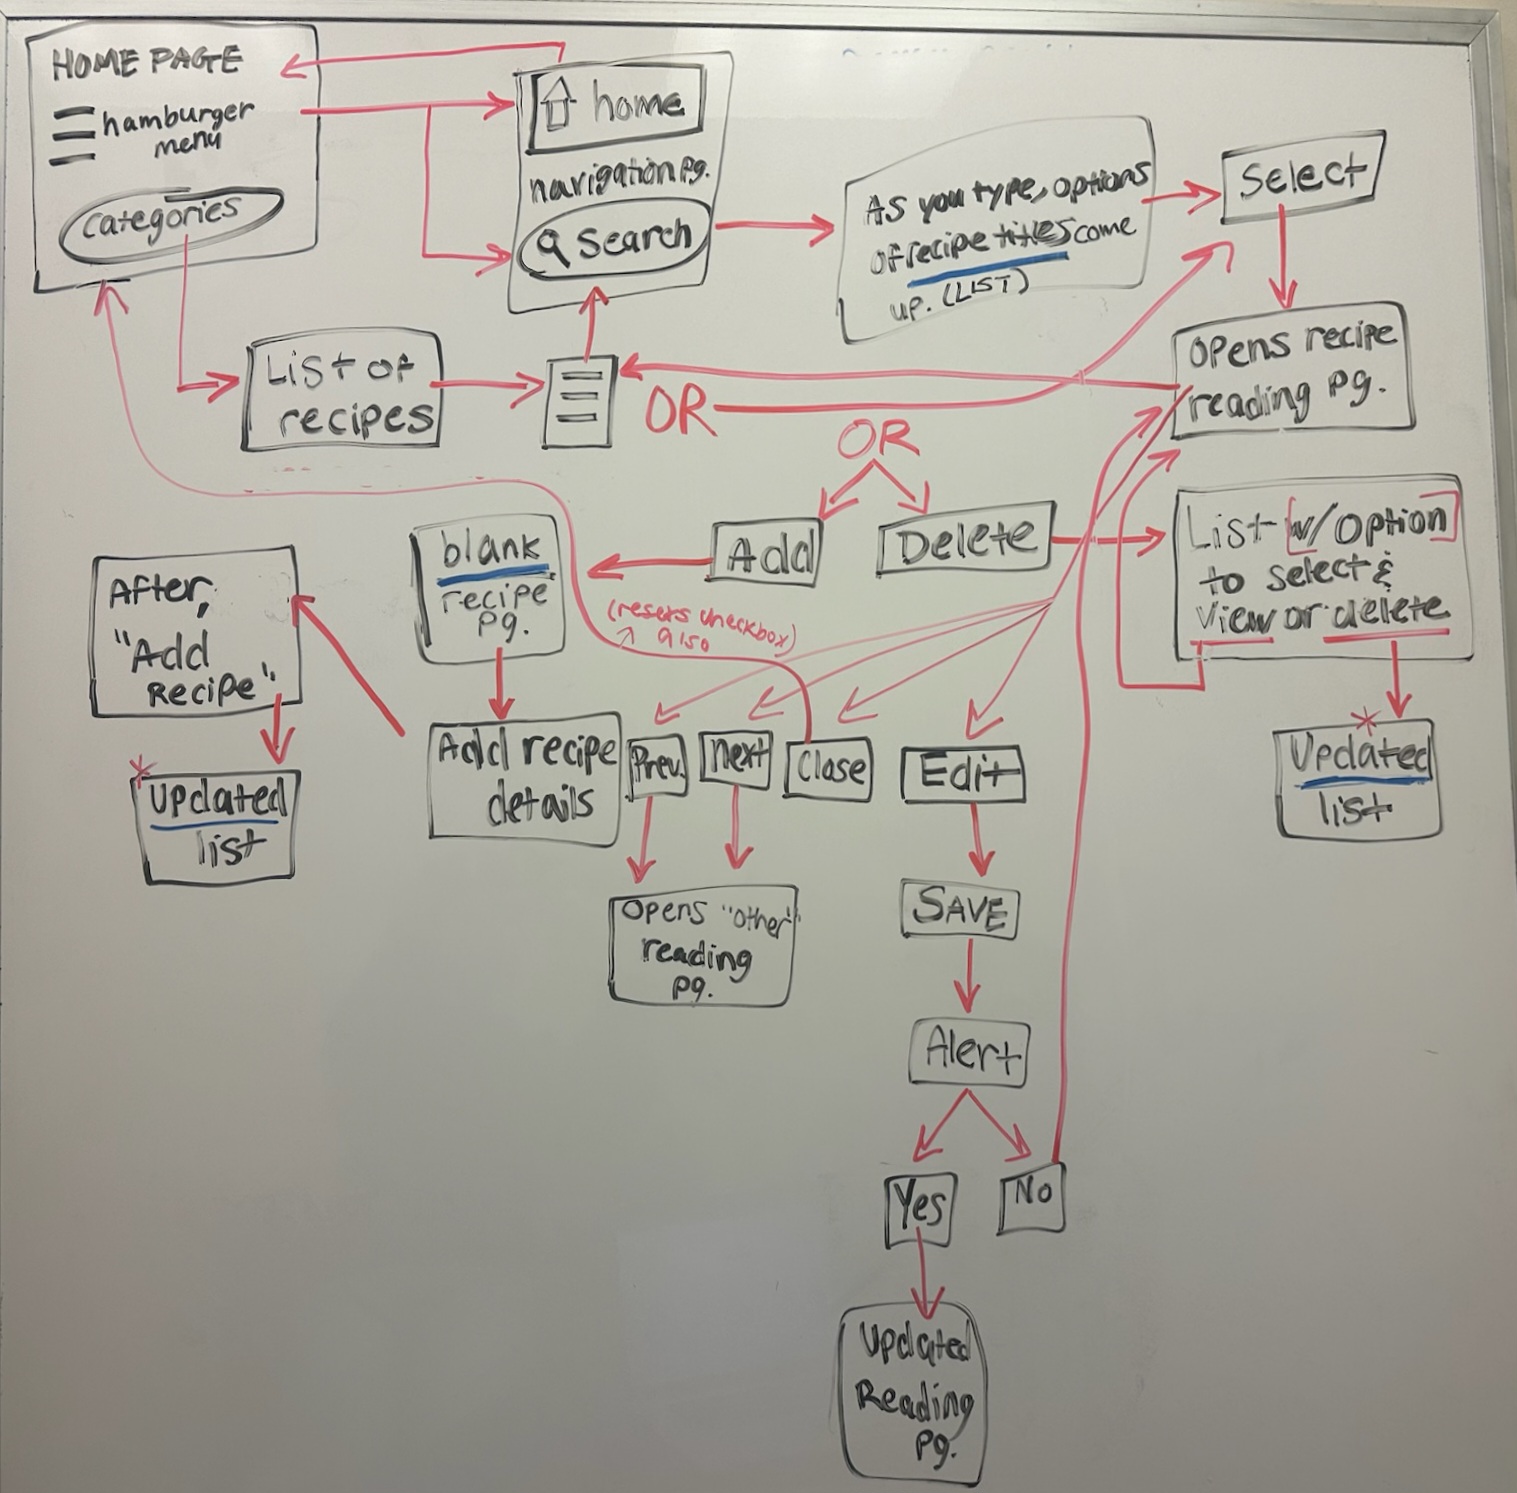 HOME PAGE
hamburger
menu
categories
home
navigation pg.
search
As you type, options
of recipe titles come
up. (LIST)
Select
opens recipe
reading pg.
List of
recipes
OR
OR
Add
Delete
List w/option
to select &
view or delete
blank
recipe
pg.
(resets checkbox)
also
After,
"Add
Recipe"
* updated
list
Add recipe
details
Prev.
next
Close
Edit
* Updated
list
Opens "other"
reading
pg.
SAVE
Alert
Yes
No
Updated
Reading
pg.